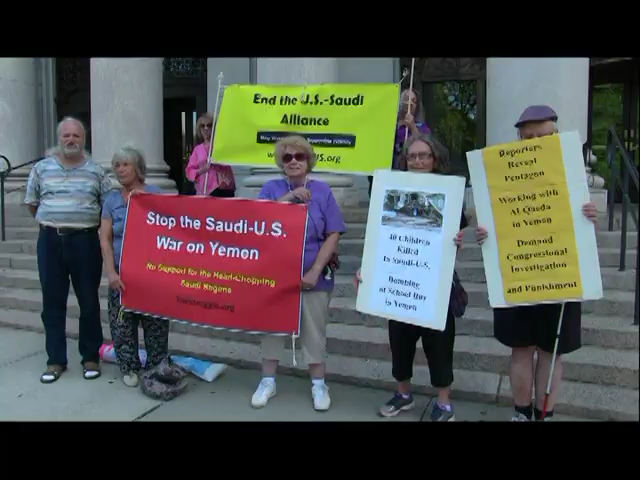 End the U.S.-Saudi
Alliance
Stop the Saudi-U.S.
War on Yemen
No Support for the Head-Chopping
Saudi Regime
40 Children
Killed
in Saudi-U.S.
Bombing
of School Bus
in Yemen
Reporters
Reveal
Pentagon
Working with
Al Qaeda
in Yemen
Demand
Congressional
Investigation
and Punishment